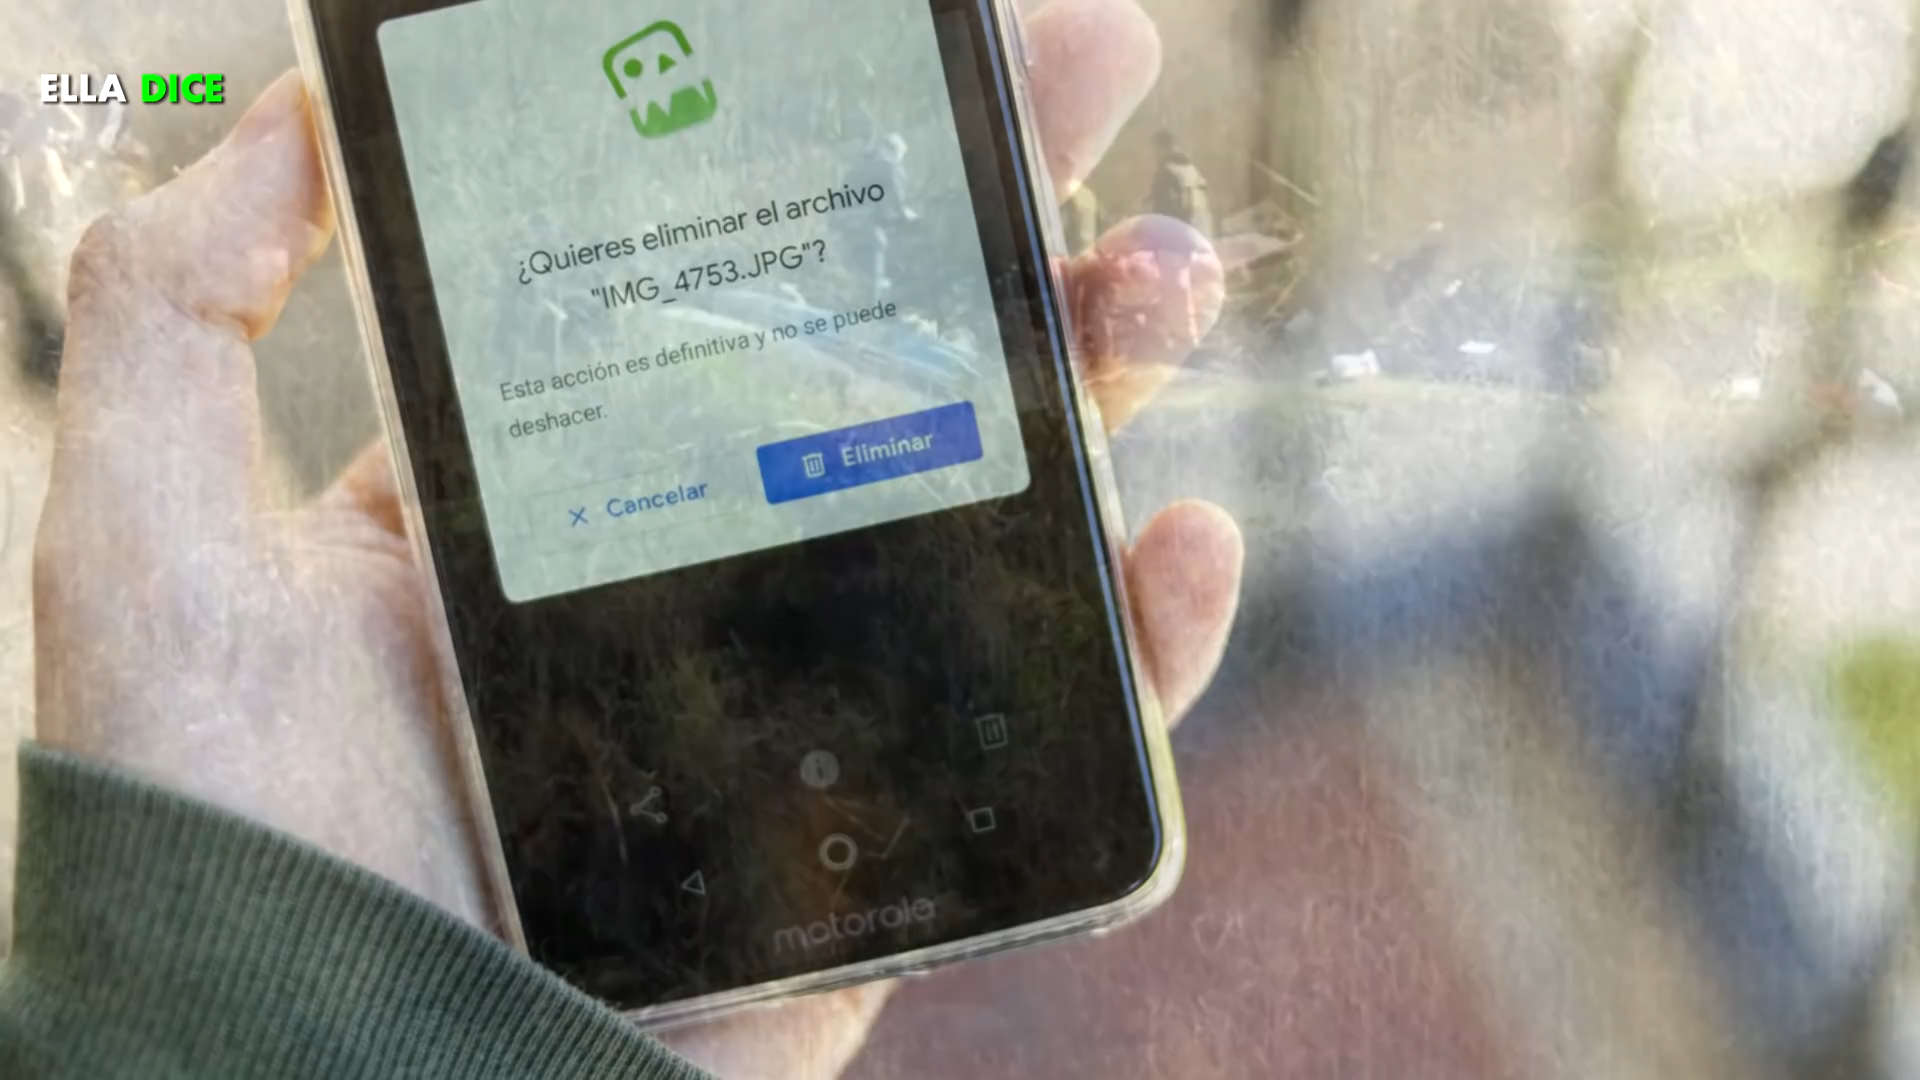 ELLA DICE
¿Quieres eliminar el archivo
"IMG_4753.JPG"?
Esta acción es definitiva y no se puede
deshacer.
Cancelar
Eliminar
motorola